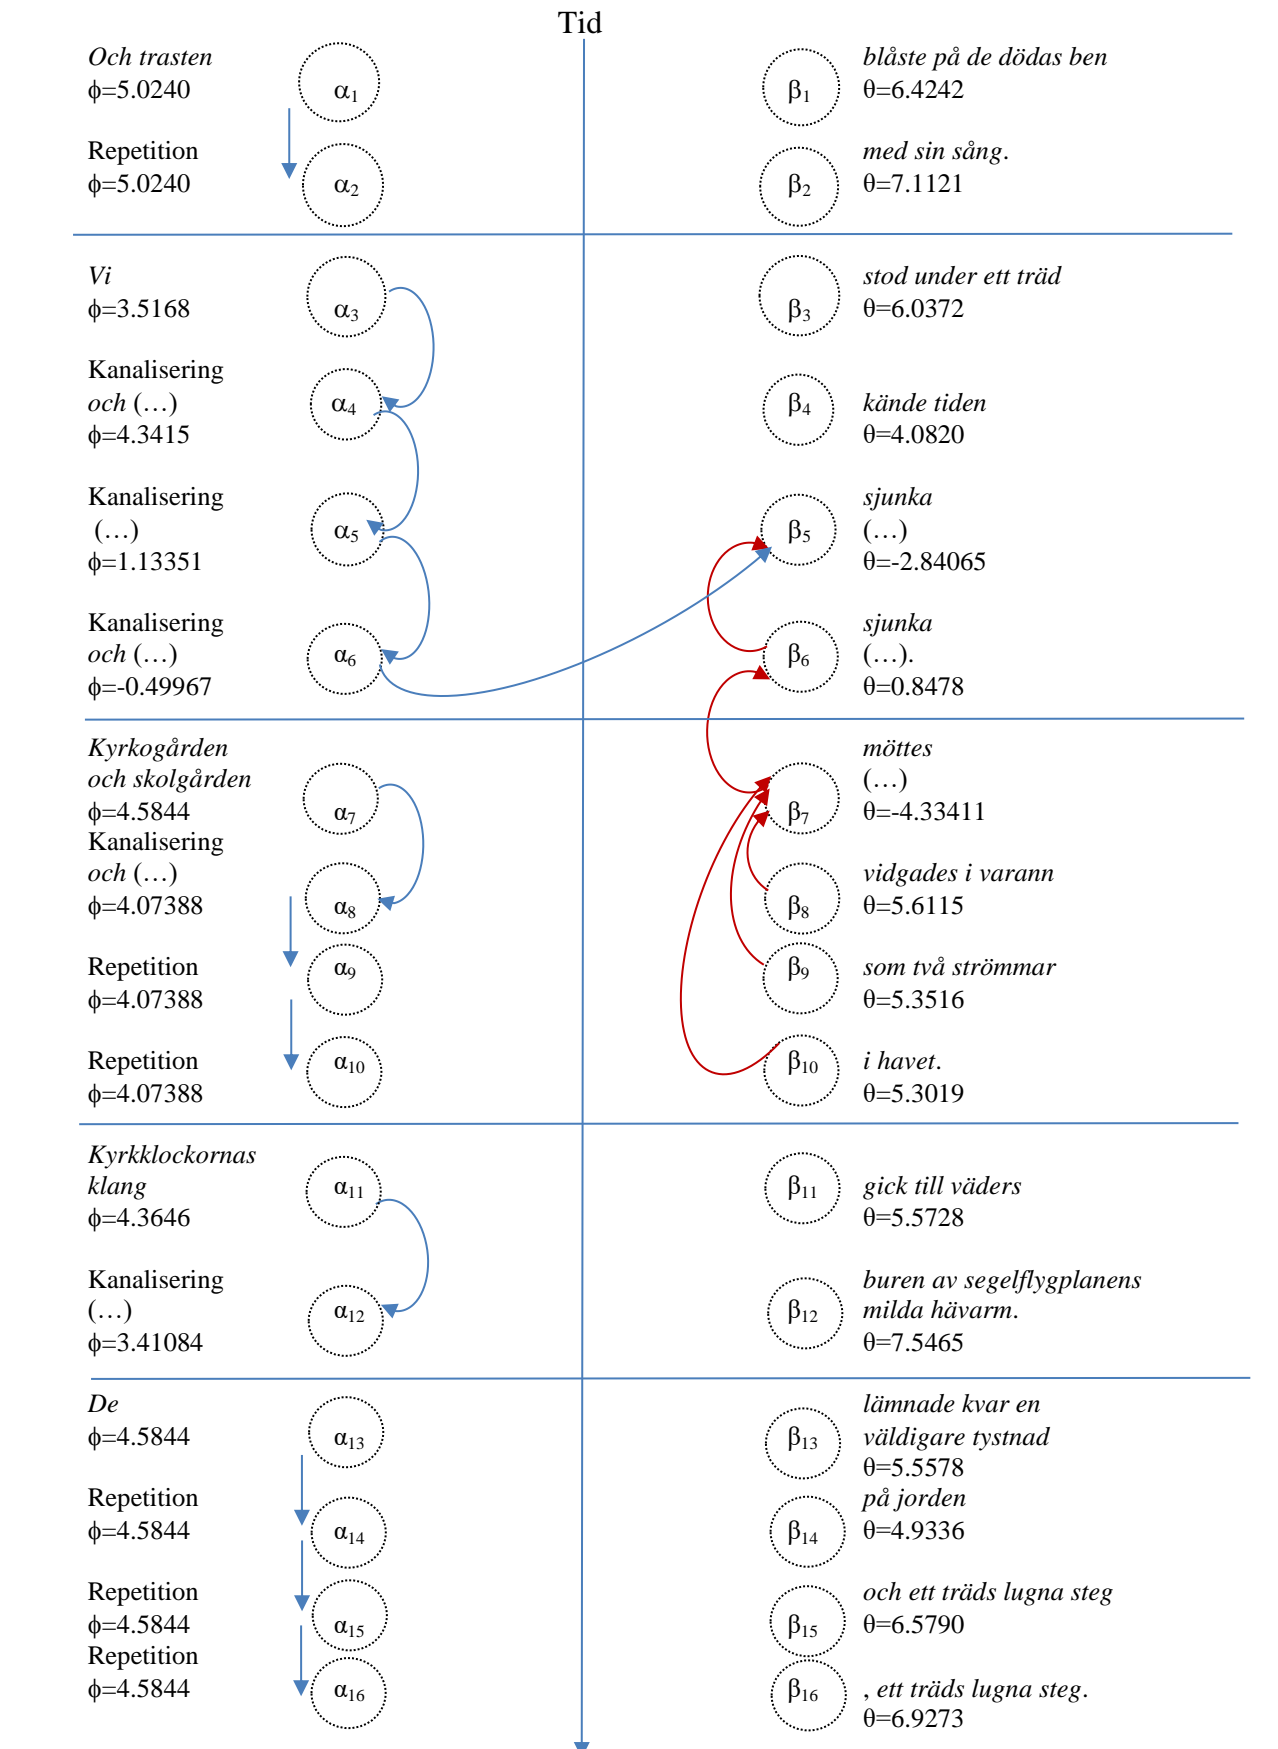 Tid
Och trasten
ϕ=5.0240
α1
β1
blåste på de dödas ben
θ=6.4242
Repetition
ϕ=5.0240
α2
β2
med sin sång.
θ=7.1121
Vi
ϕ=3.5168
α3
β3
stod under ett träd
θ=6.0372
Kanalisering
och (…)
ϕ=4.3415
α4
β4
kände tiden
θ=4.0820
Kanalisering
(…)
ϕ=1.13351
α5
β5
sjunka
(…)
θ=-2.84065
Kanalisering
och (…)
ϕ=-0.49967
α6
β6
sjunka
(…).
θ=0.8478
Kyrkogården
och skolgården
ϕ=4.5844
α7
β7
möttes
(…)
θ=-4.33411
Kanalisering
och (…)
ϕ=4.07388
α8
β8
vidgades i varann
θ=5.6115
Repetition
ϕ=4.07388
α9
β9
som två strömmar
θ=5.3516
Repetition
ϕ=4.07388
α10
β10
i havet.
θ=5.3019
Kyrkklockornas
klang
ϕ=4.3646
α11
β11
gick till väders
θ=5.5728
Kanalisering
(…)
ϕ=3.41084
α12
β12
buren av segelflygplanens
milda hävarm.
θ=7.5465
De
ϕ=4.5844
α13
β13
lämnade kvar en
väldigare tystnad
θ=5.5578
Repetition
ϕ=4.5844
α14
β14
på jorden
θ=4.9336
Repetition
ϕ=4.5844
α15
β15
och ett träds lugna steg
θ=6.5790
Repetition
ϕ=4.5844
α16
β16
, ett träds lugna steg.
θ=6.9273